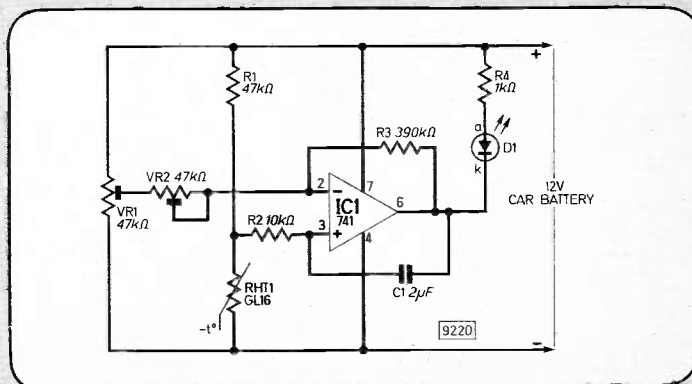 +
R1
47kΩ
R4
1kΩ
a
D1
k
R3 390kΩ
VR2 47kΩ
VR1
47kΩ
2
-
7
IC1
741
6
3
+
4
R2 10kΩ
12V
CAR BATTERY
RHT1
GL16
-t°
C1 2µF
9220
-